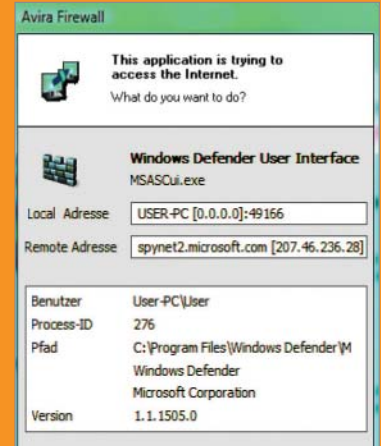 Avira Firewall
This application is trying to
access the Internet.
What do you want to do?
Windows Defender User Interface
MSASCui.exe
Local Adresse USER-PC [0.0.0.0]:49166
Remote Adresse spynet2.microsoft.com [207.46.236.28]
Benutzer User-PC\User
Process-ID 276
Pfad C:\Program Files\Windows Defender\M
Windows Defender
Microsoft Corporation
Version 1.1.1505.0